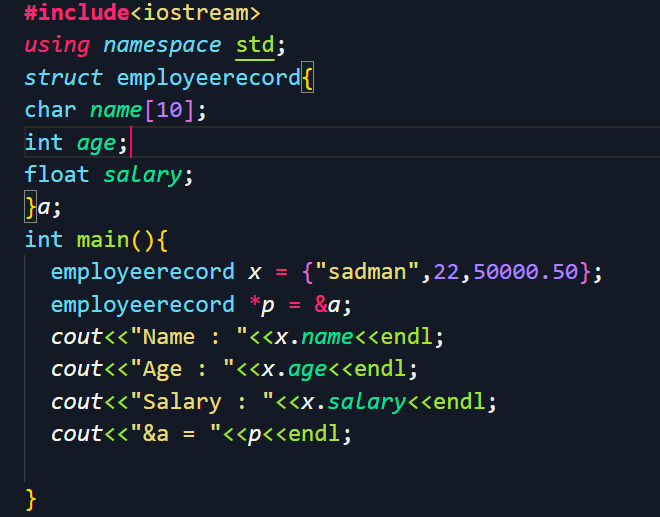 #include<iostream>
using namespace std;
struct employeerecord{
char name[10];
int age;
float salary;
}a;
int main(){
employeerecord x = {"sadman",22,50000.50};
employeerecord *p = &a;
cout<<"Name : "<<x.name<<endl;
cout<<"Age : "<<x.age<<endl;
cout<<"Salary : "<<x.salary<<endl;
cout<<"&a = "<<p<<endl;
}